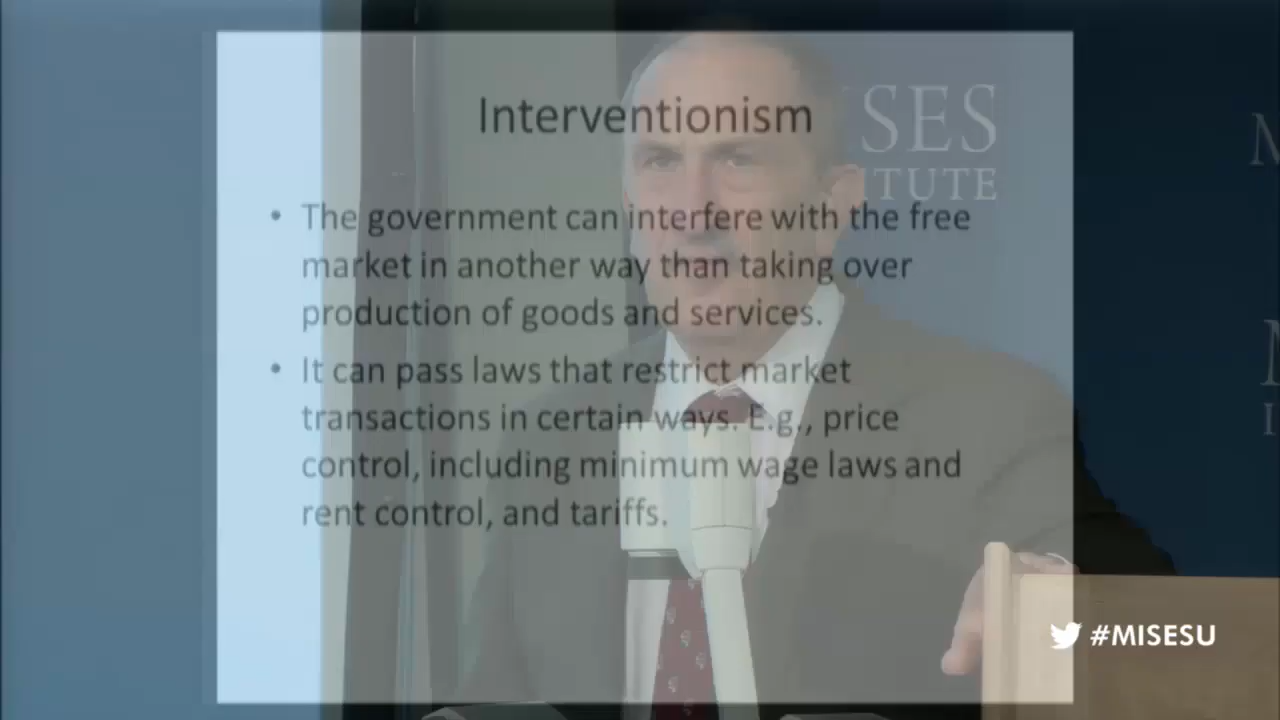 Interventionism
• The government can interfere with the free
market in another way than taking over
production of goods and services.
• It can pass laws that restrict market
transactions in certain ways. E.g., price
control, including minimum wage laws and
rent control, and tariffs.
SES
ITUTE
M
M
I
#MISESU